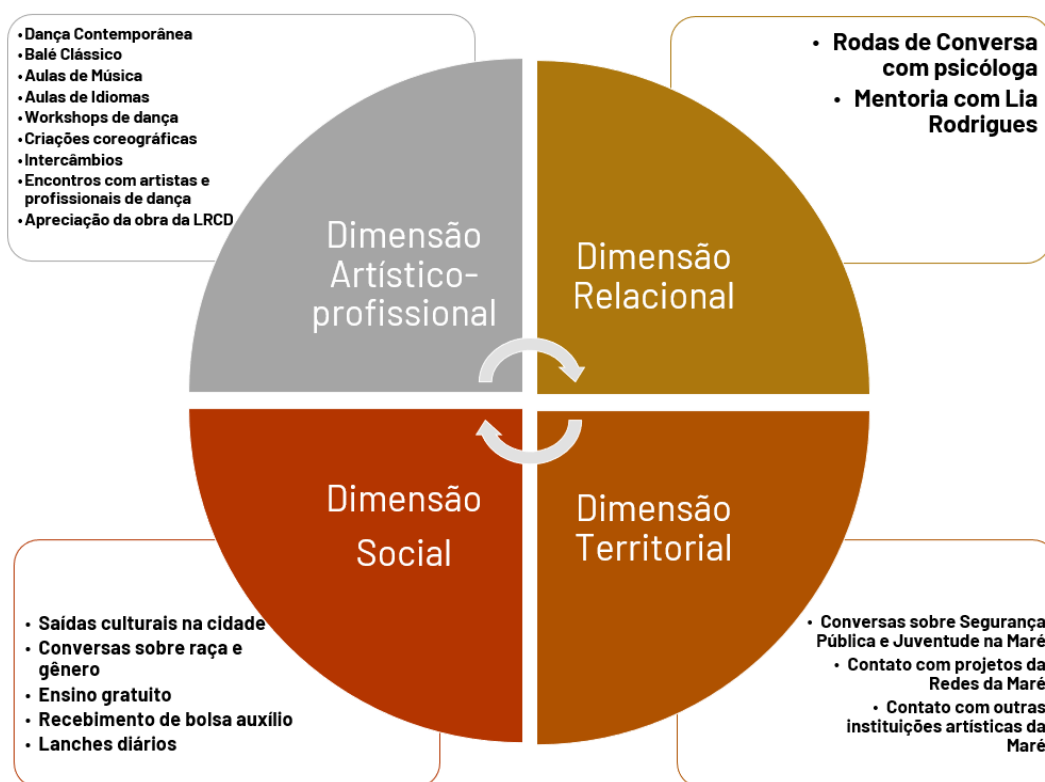 •Dança Contemporânea
•Balé Clássico
•Aulas de Música
•Aulas de Idiomas
•Workshops de dança
•Criações coreográficas
•Intercâmbios
•Encontros com artistas e
profissionais de dança
•Apreciação da obra da LRCD
• Rodas de Conversa
com psicóloga
• Mentoria com Lia
Rodrigues
Dimensão
Artístico-
profissional
Dimensão
Relacional
Dimensão
Social
Dimensão
Territorial
• Saídas culturais na cidade
• Conversas sobre raça e
gênero
• Ensino gratuito
• Recebimento de bolsa auxílio
• Lanches diários
• Conversas sobre Segurança
Pública e Juventude na Maré
• Contato com projetos da
Redes da Maré
• Contato com outras
instituições artísticas da
Maré